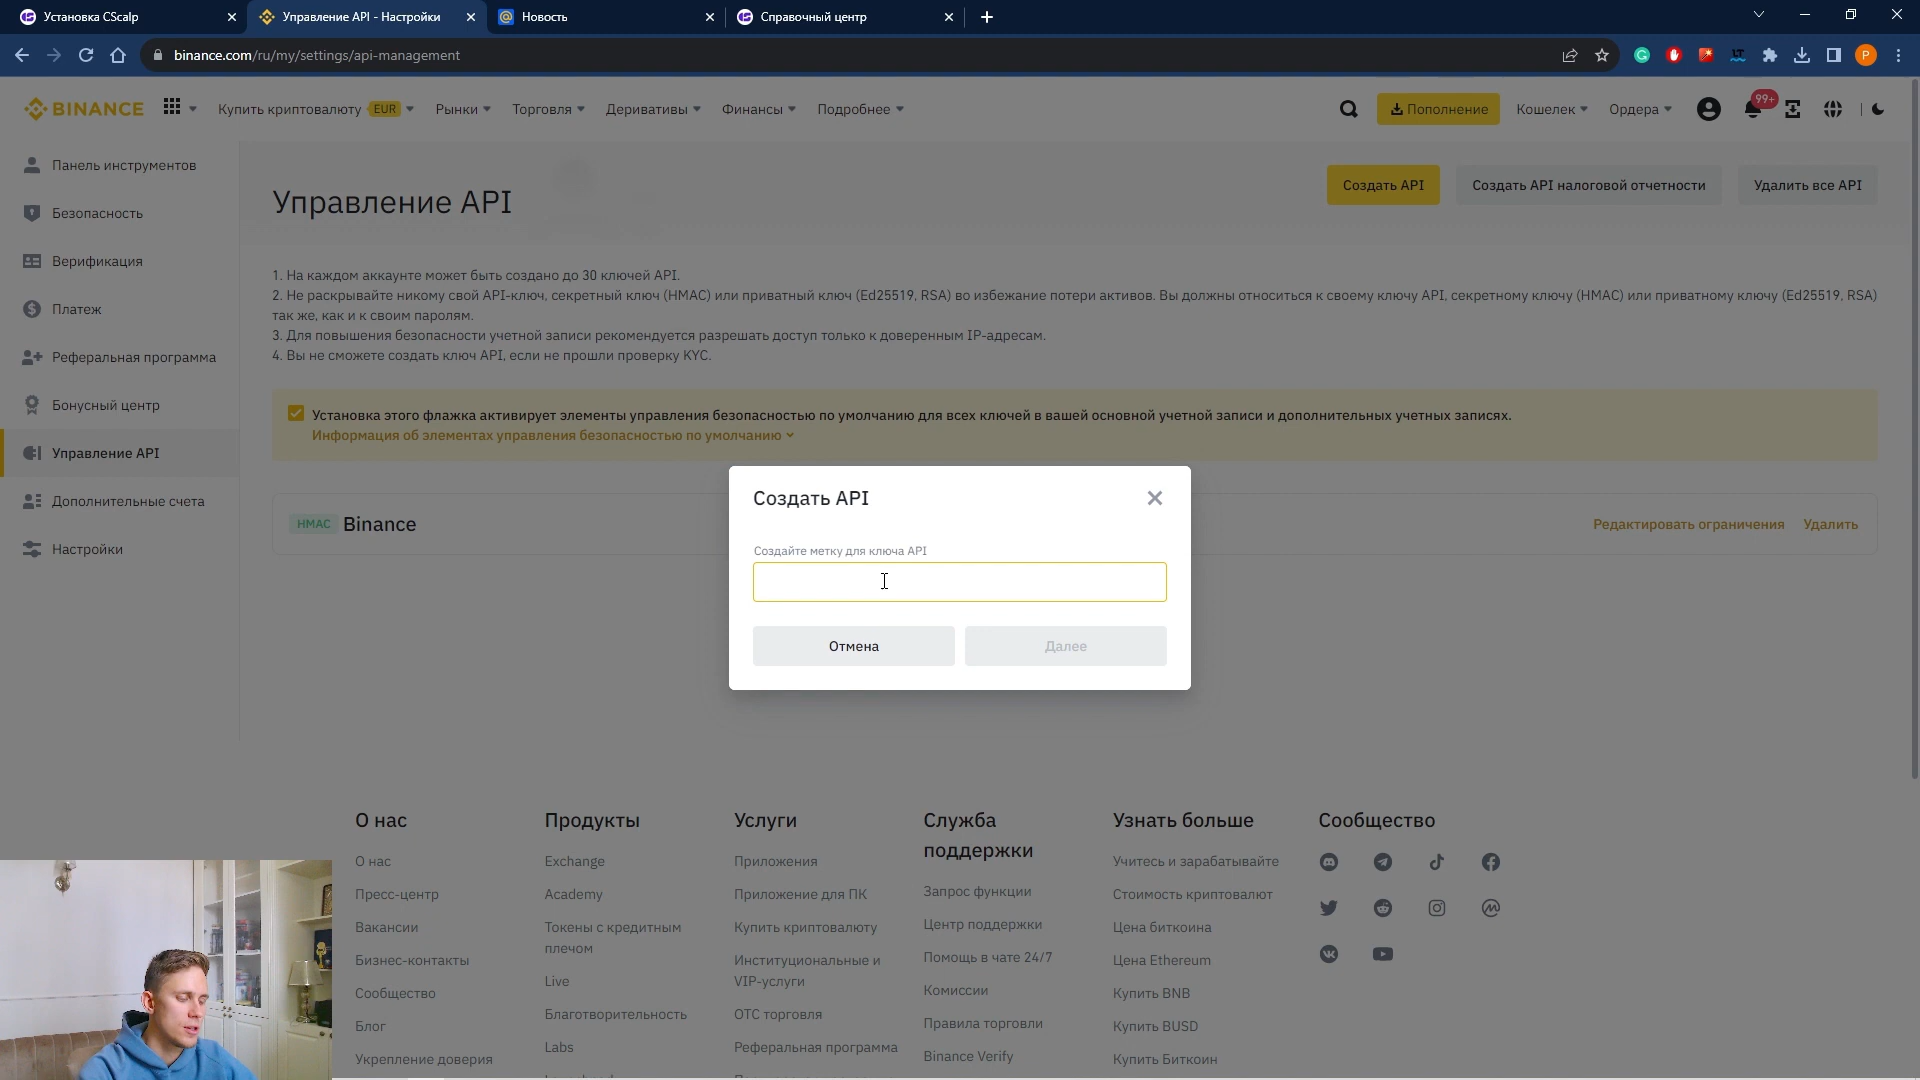 Установка CScalp
Управление API - Настройки
Новость
Справочный центр
binance.com/ru/my/settings/api-management
P
BINANCE
Купить криптовалюту EUR
Рынки
Торговля
Деривативы
Финансы
Подробнее
Пополнение
Кошелек
Ордера
99+
Панель инструментов
Безопасность
Верификация
Платеж
Реферальная программа
Бонусный центр
Управление API
Дополнительные счета
Настройки
Управление API
Создать API
Создать API налоговой отчетности
Удалить все API
1. На каждом аккаунте может быть создано до 30 ключей API.
2. Не раскрывайте никому свой API-ключ, секретный ключ (HMAC) или приватный ключ (Ed25519, RSA) во избежание потери активов. Вы должны относиться к своему ключу API, секретному ключу (HMAC) или приватному ключу (Ed25519, RSA)
так же, как и к своим паролям.
3. Для повышения безопасности учетной записи рекомендуется разрешать доступ только к доверенным IP-адресам.
4. Вы не сможете создать ключ API, если не прошли проверку KYC.
Установка этого флажка активирует элементы управления безопасностью по умолчанию для всех ключей в вашей основной учетной записи и дополнительных учетных записях.
Информация об элементах управления безопасностью по умолчанию
HMAC Binance
Редактировать ограничения
Удалить
Создать API
Создайте метку для ключа API
Отмена
Далее
О нас
О нас
Пресс-центр
Вакансии
Бизнес-контакты
Сообщество
Блог
Укрепление доверия
Продукты
Exchange
Academy
Токены с кредитным
плечом
Live
Благотворительность
Labs
Услуги
Приложения
Приложение для ПК
Купить криптовалюту
Институциональные и
VIP-услуги
OTC торговля
Реферальная программа
Служба
поддержки
Запрос функции
Центр поддержки
Помощь в чате 24/7
Комиссии
Правила торговли
Binance Verify
Узнать больше
Учитесь и зарабатывайте
Стоимость криптовалют
Цена биткоина
Цена Ethereum
Купить BNB
Купить BUSD
Купить Биткоин
Сообщество